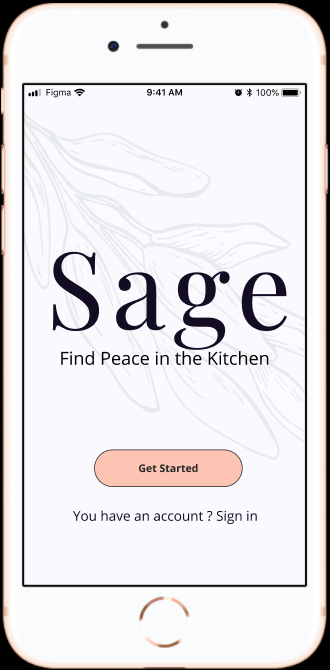 Figma 9:41 AM 100%
Sage
Find Peace in the Kitchen
Get Started
You have an account ? Sign in